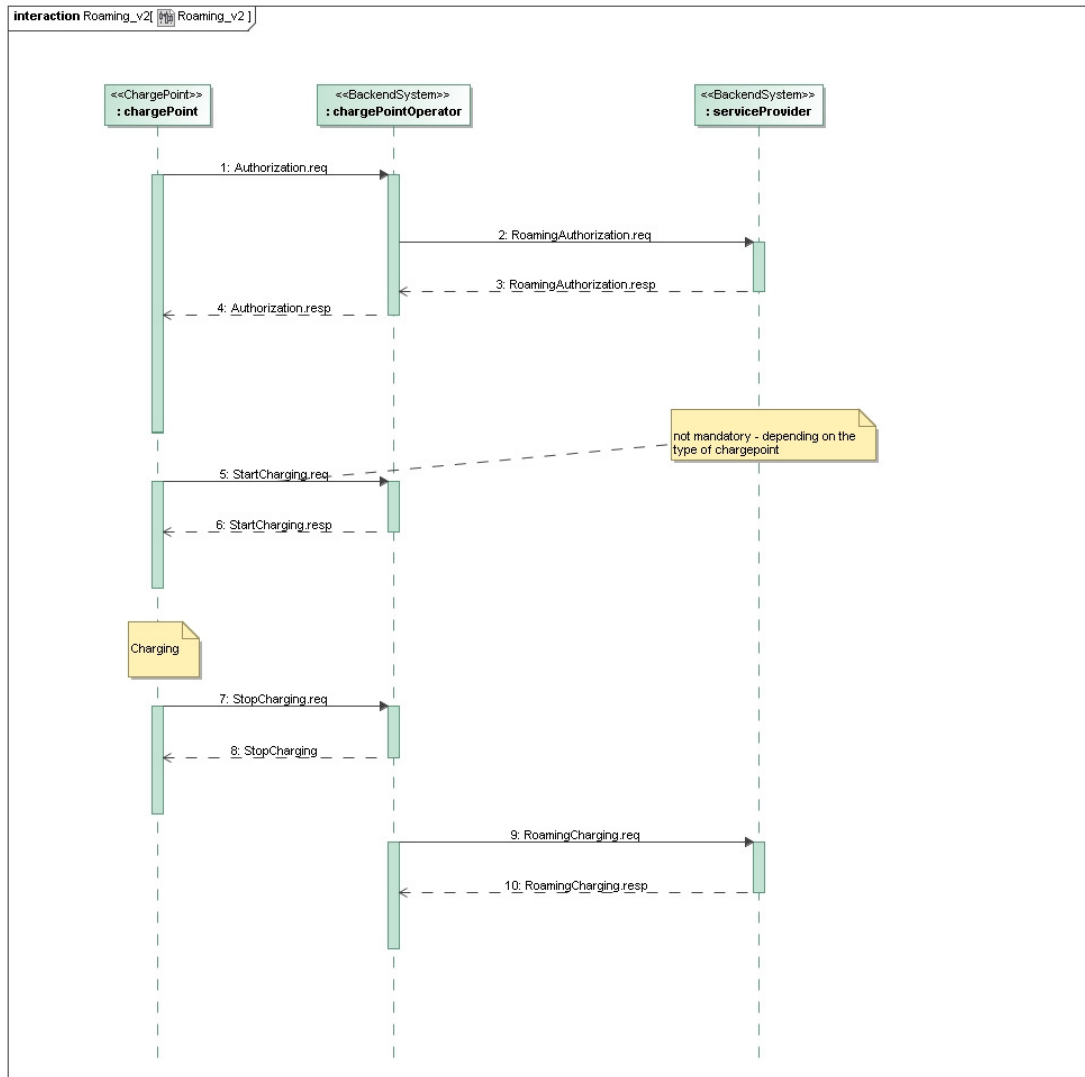 interaction Roaming_v2[ Roaming_v2 ]
<<ChargePoint>>
: chargePoint
<<BackendSystem>>
: chargePointOperator
<<BackendSystem>>
: serviceProvider
1: Authorization.req
2: RoamingAuthorization.req
3: RoamingAuthorization.resp
4: Authorization.resp
not mandatory - depending on the
type of chargepoint
5: StartCharging.req
6: StartCharging.resp
Charging
7: StopCharging.req
8: StopCharging
9: RoamingCharging.req
10: RoamingCharging.resp